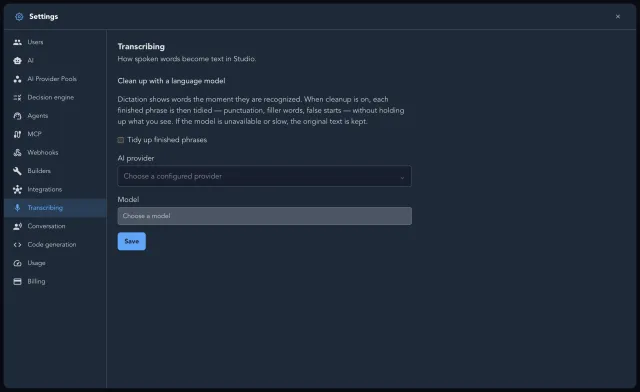 Settings
Users
AI
AI Provider Pools
Decision engine
Agents
MCP
Webhooks
Builders
Integrations
Transcribing
Conversation
Code generation
Usage
Billing
Transcribing
How spoken words become text in Studio.
Clean up with a language model
Dictation shows words the moment they are recognized. When cleanup is on, each
finished phrase is then tidied — punctuation, filler words, false starts — without holding
up what you see. If the model is unavailable or slow, the original text is kept.
Tidy up finished phrases
AI provider
Choose a configured provider
Model
Choose a model
Save